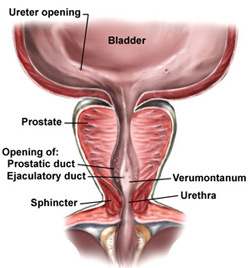 Ureter opening
Bladder
Prostate
Opening of:
Prostatic duct
Ejaculatory duct
Verumontanum
Sphincter
Urethra